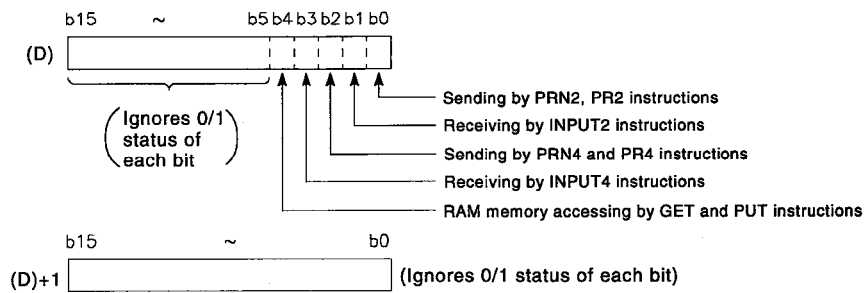 b15 ~ b5 b4 b3 b2 b1 b0
(D)
(Ignores 0/1
status of
each bit)
Sending by PRN2, PR2 instructions
Receiving by INPUT2 instructions
Sending by PRN4 and PR4 instructions
Receiving by INPUT4 instructions
RAM memory accessing by GET and PUT instructions
b15 ~ b0
(D)+1 (Ignores 0/1 status of each bit)